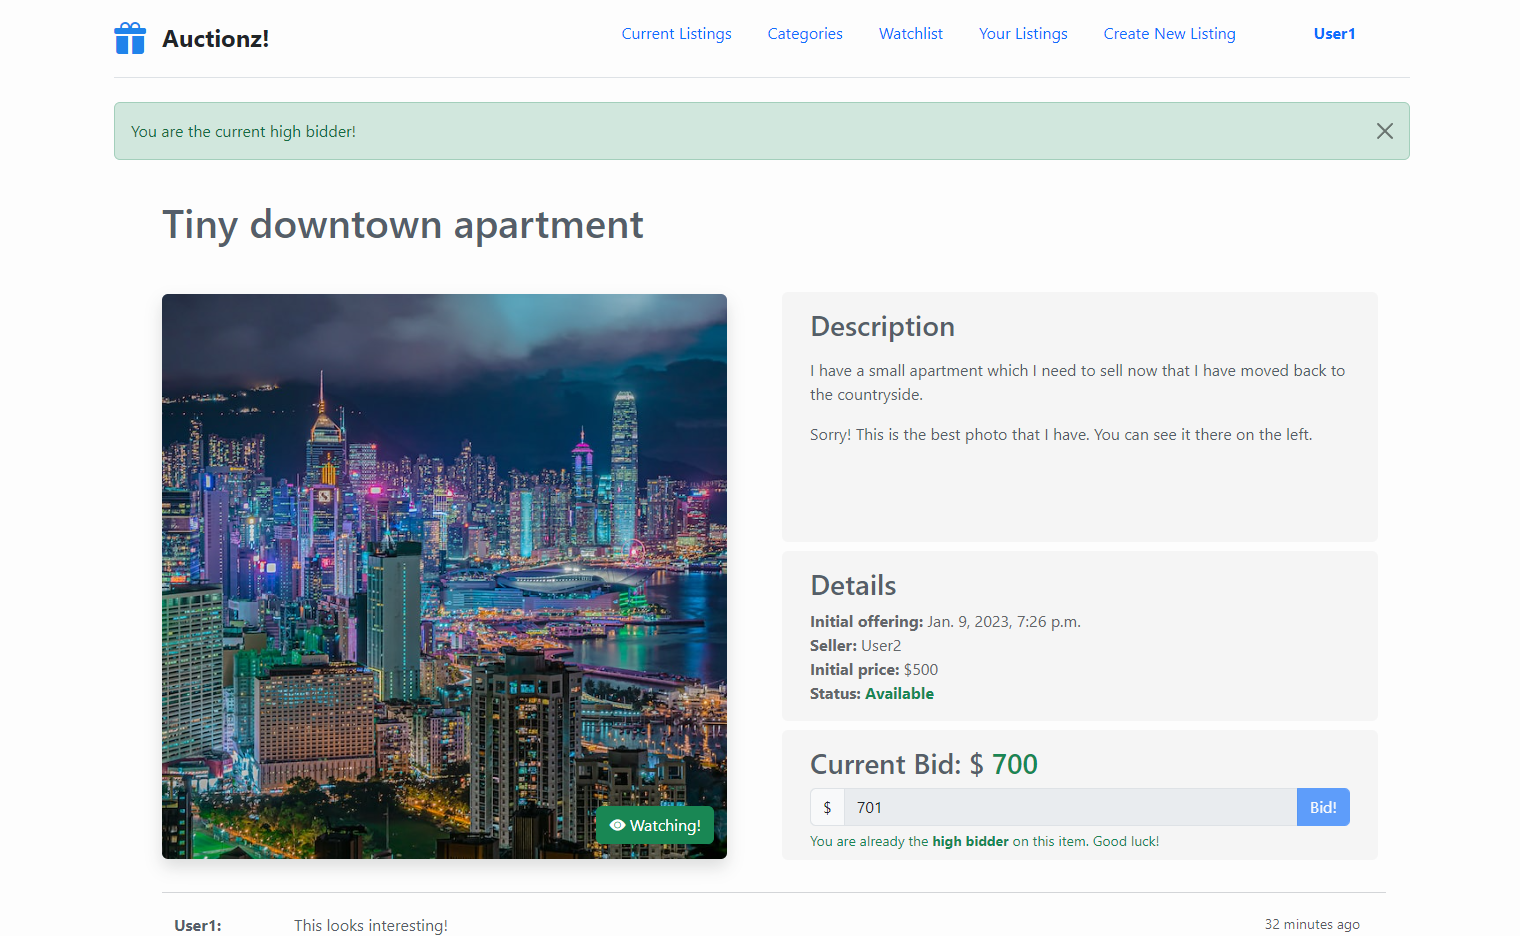 Auctionz!
Current Listings
Categories
Watchlist
Your Listings
Create New Listing
User1
You are the current high bidder!
Tiny downtown apartment
Watching!
Description
I have a small apartment which I need to sell now that I have moved back to
the countryside.
Sorry! This is the best photo that I have. You can see it there on the left.
Details
Initial offering: Jan. 9, 2023, 7:26 p.m.
Seller: User2
Initial price: $500
Status: Available
Current Bid: $ 700
$ 701 Bid!
You are already the high bidder on this item. Good luck!
User1: This looks interesting! 32 minutes ago